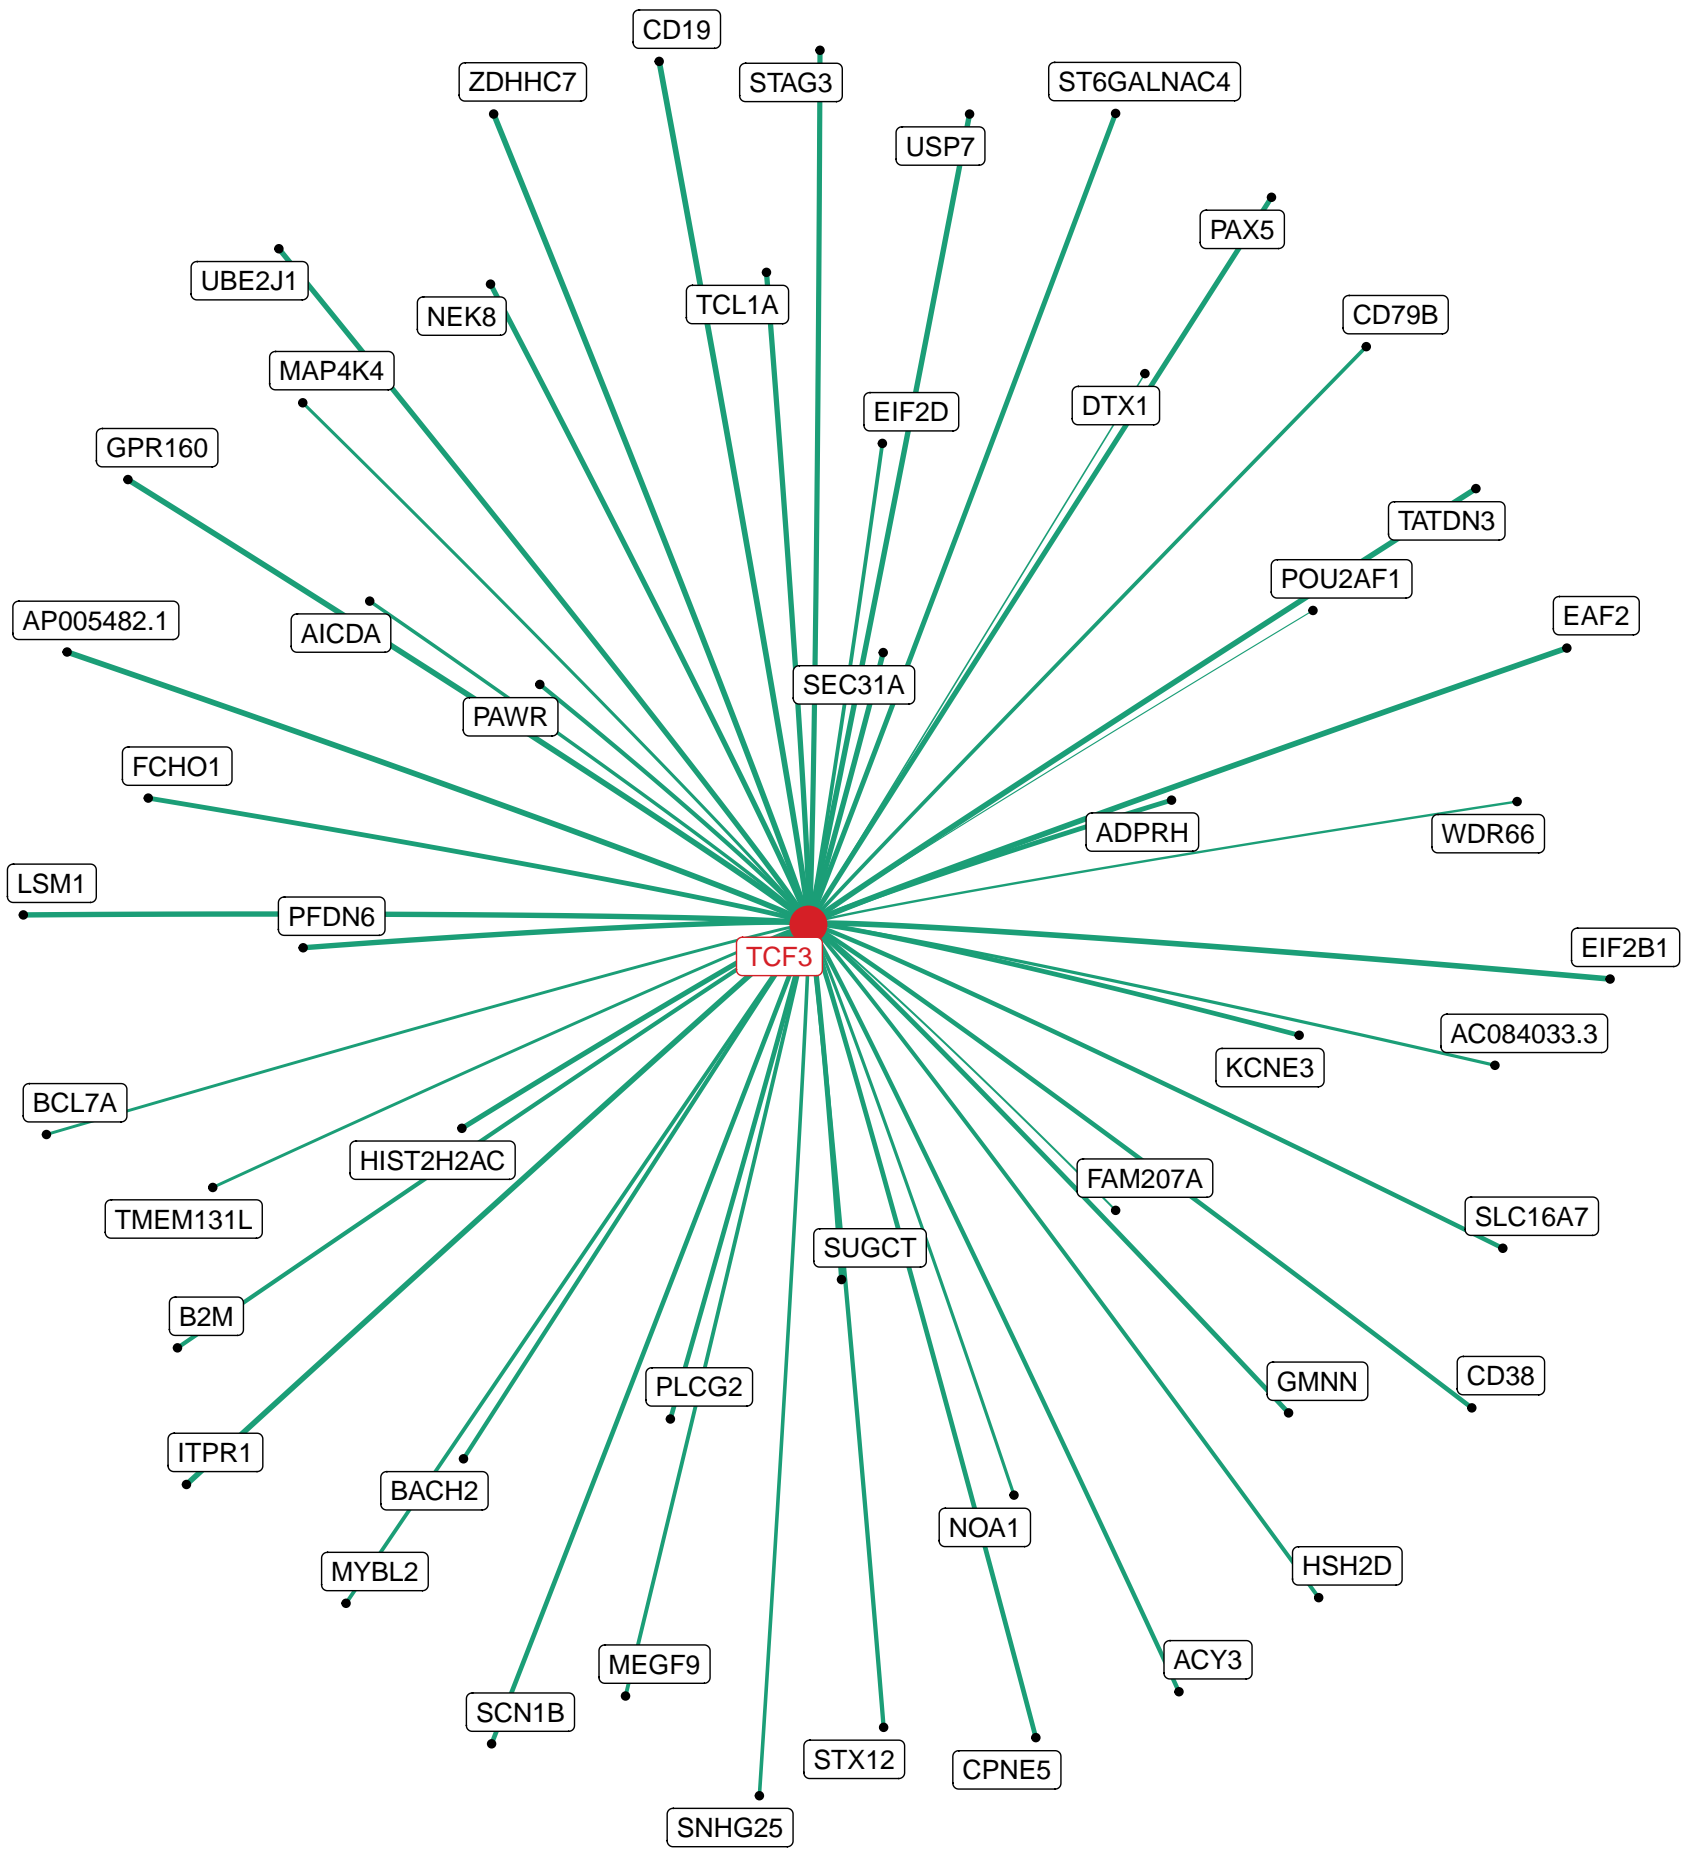 CD19
ZDHHC7
STAG3
ST6GALNAC4
USP7
PAX5
UBE2J1
TCL1A
NEK8
CD79B
MAP4K4
DTX1
EIF2D
GPR160
TATDN3
POU2AF1
EAF2
AP005482.1
AICDA
SEC31A
PAWR
FCHO1
ADPRH
WDR66
LSM1
PFDN6
EIF2B1
TCF3
AC084033.3
KCNE3
BCL7A
HIST2H2AC
FAM207A
SLC16A7
TMEM131L
SUGCT
B2M
CD38
GMNN
PLCG2
ITPR1
BACH2
NOA1
HSH2D
MYBL2
ACY3
MEGF9
SCN1B
STX12
CPNE5
SNHG25